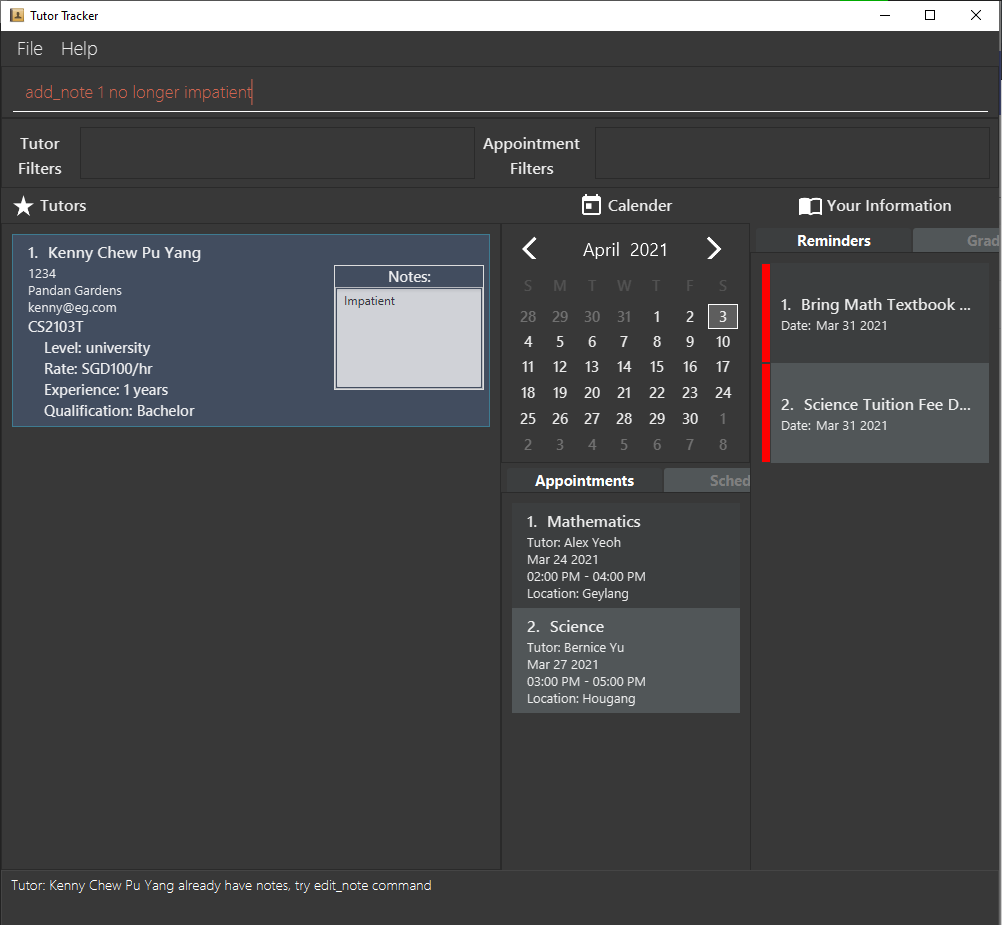 Tutor Tracker
File Help
add_note 1 no longer impatient
Tutor
Filters
Appointment
Filters
Tutors
1. Kenny Chew Pu Yang
1234
Pandan Gardens
kenny@eg.com
CS2103T
Level: university
Rate: SGD100/hr
Experience: 1 years
Qualification: Bachelor
Notes:
Impatient
Calender
April 2021
S M T W T F S
28 29 30 31 1 2 3
4 5 6 7 8 9 10
11 12 13 14 15 16 17
18 19 20 21 22 23 24
25 26 27 28 29 30 1
2 3 4 5 6 7 8
Appointments Sched
1. Mathematics
Tutor: Alex Yeoh
Mar 24 2021
02:00 PM - 04:00 PM
Location: Geylang
2. Science
Tutor: Bernice Yu
Mar 27 2021
03:00 PM - 05:00 PM
Location: Hougang
Your Information
Reminders Grad
1. Bring Math Textbook ...
Date: Mar 31 2021
2. Science Tuition Fee D...
Date: Mar 31 2021
Tutor: Kenny Chew Pu Yang already have notes, try edit_note command